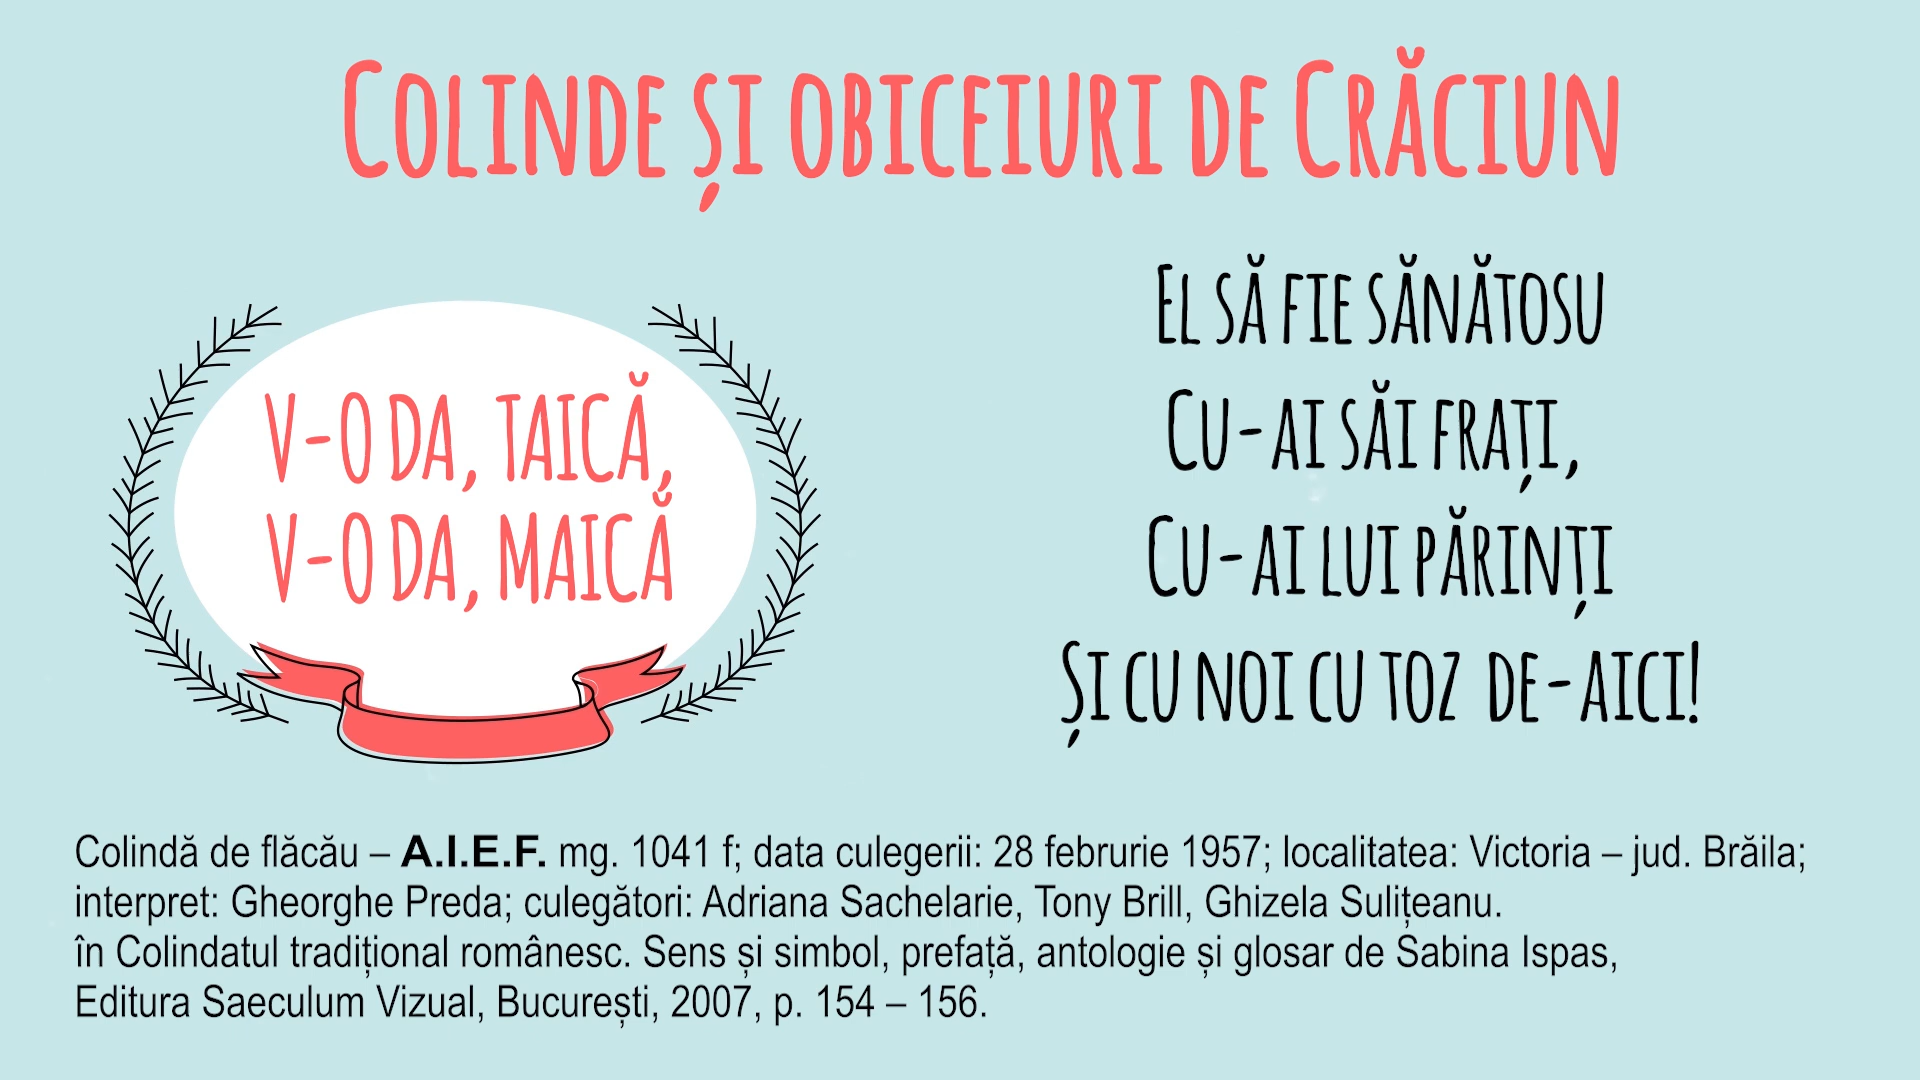 Colinde și obiceiuri de Crăciun
V-o da, taică,
V-o da, maică
El să fie sănătosu
Cu-ai săi frați,
Cu-ai lui părinți
Și cu noi cu toz de-aici!
Colindă de flăcău – A.I.E.F. mg. 1041 f; data culegerii: 28 februrie 1957; localitatea: Victoria – jud. Brăila;
interpret: Gheorghe Preda; culegători: Adriana Sachelarie, Tony Brill, Ghizela Sulițeanu.
în Colindatul tradițional românesc. Sens și simbol, prefață, antologie și glosar de Sabina Ispas,
Editura Saeculum Vizual, București, 2007, p. 154 – 156.